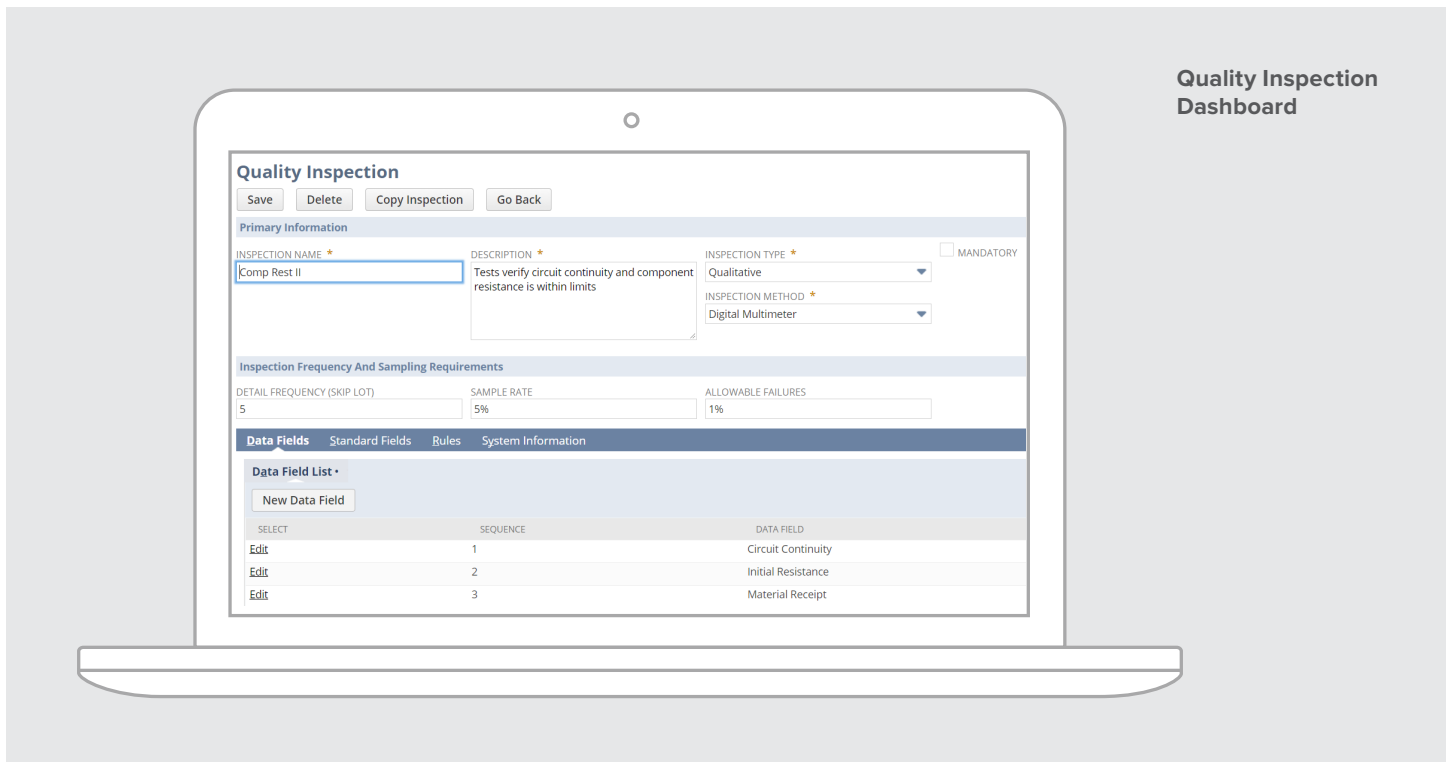 Quality Inspection
Dashboard
Quality Inspection
Save Delete Copy Inspection Go Back
Primary Information
INSPECTION NAME * DESCRIPTION * INSPECTION TYPE * MANDATORY
Comp Rest II Tests verify circuit continuity and component Qualitative
resistance is within limits
INSPECTION METHOD *
Digital Multimeter
Inspection Frequency And Sampling Requirements
DETAIL FREQUENCY (SKIP LOT) SAMPLE RATE ALLOWABLE FAILURES
5 5% 1%
Data Fields Standard Fields Rules System Information
Data Field List •
New Data Field
SELECT SEQUENCE DATA FIELD
Edit 1 Circuit Continuity
Edit 2 Initial Resistance
Edit 3 Material Receipt